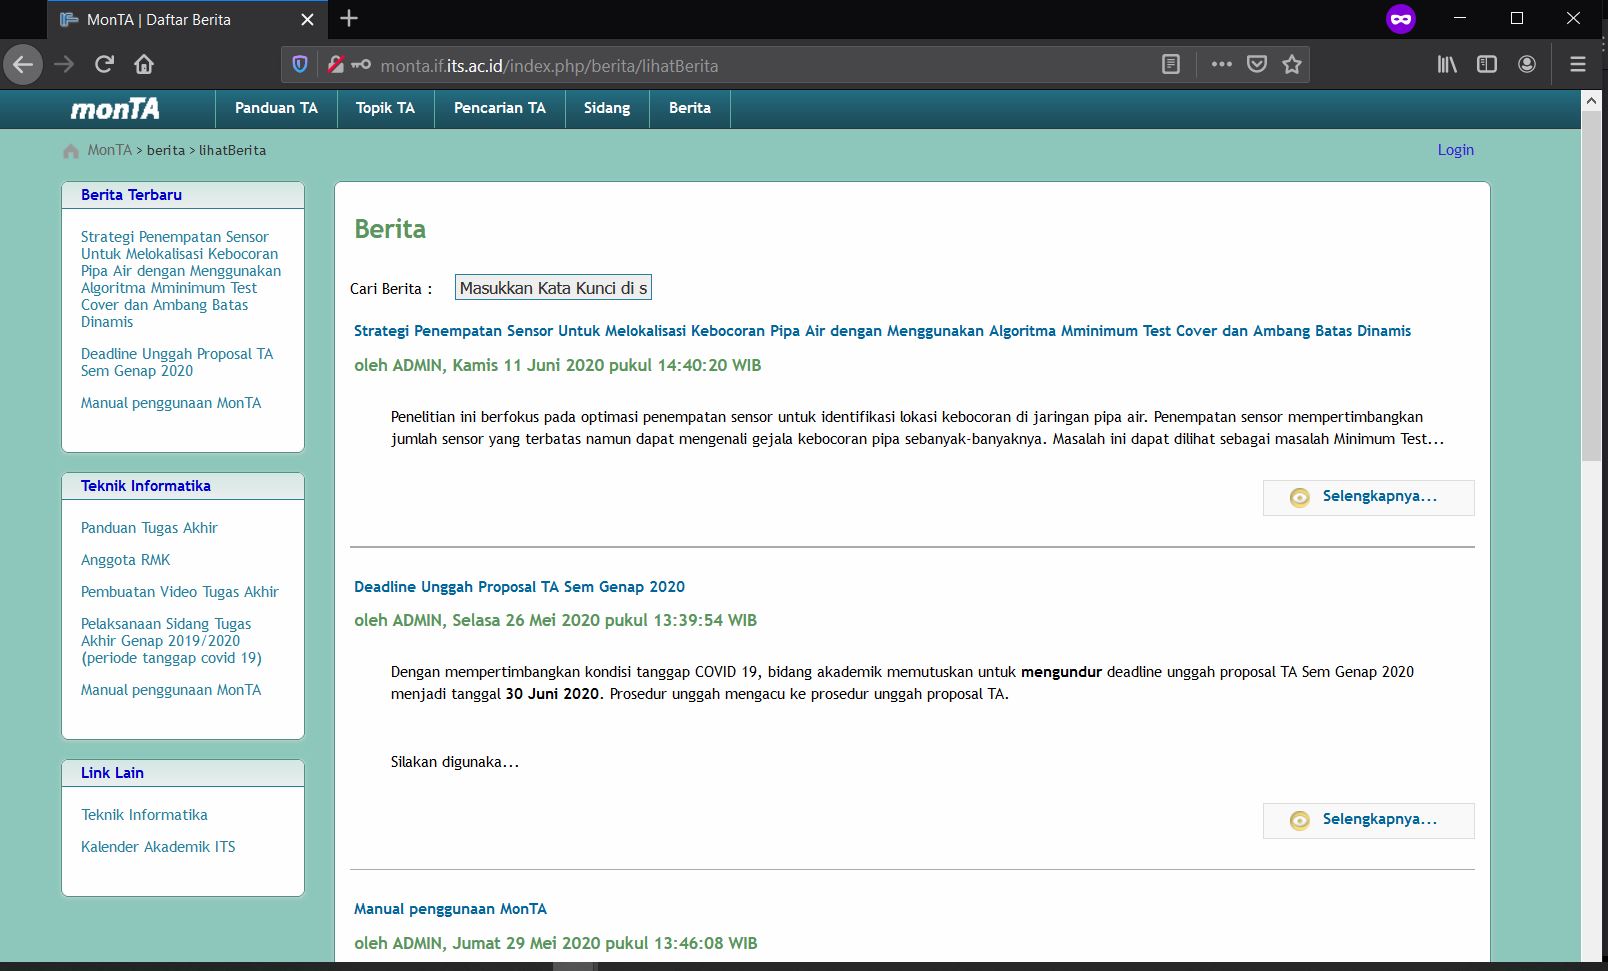 MonTA | Daftar Berita
monta.if.its.ac.id/index.php/berita/lihatBerita
monTA
Panduan TA
Topik TA
Pencarian TA
Sidang
Berita
MonTA > berita > lihatBerita
Login
Berita Terbaru
Strategi Penempatan Sensor
Untuk Melokalisasi Kebocoran
Pipa Air dengan Menggunakan
Algoritma Mminimum Test
Cover dan Ambang Batas
Dinamis
Deadline Unggah Proposal TA
Sem Genap 2020
Manual penggunaan MonTA
Teknik Informatika
Panduan Tugas Akhir
Anggota RMK
Pembuatan Video Tugas Akhir
Pelaksanaan Sidang Tugas
Akhir Genap 2019/2020
(periode tanggap covid 19)
Manual penggunaan MonTA
Link Lain
Teknik Informatika
Kalender Akademik ITS
Berita
Cari Berita :
Masukkan Kata Kunci di s
Strategi Penempatan Sensor Untuk Melokalisasi Kebocoran Pipa Air dengan Menggunakan Algoritma Mminimum Test Cover dan Ambang Batas Dinamis
oleh ADMIN, Kamis 11 Juni 2020 pukul 14:40:20 WIB
Penelitian ini berfokus pada optimasi penempatan sensor untuk identifikasi lokasi kebocoran di jaringan pipa air. Penempatan sensor mempertimbangkan
jumlah sensor yang terbatas namun dapat mengenali gejala kebocoran pipa sebanyak-banyaknya. Masalah ini dapat dilihat sebagai masalah Minimum Test...
Selengkapnya...
Deadline Unggah Proposal TA Sem Genap 2020
oleh ADMIN, Selasa 26 Mei 2020 pukul 13:39:54 WIB
Dengan mempertimbangkan kondisi tanggap COVID 19, bidang akademik memutuskan untuk mengundur deadline unggah proposal TA Sem Genap 2020
menjadi tanggal 30 Juni 2020. Prosedur unggah mengacu ke prosedur unggah proposal TA.
Silakan digunaka...
Selengkapnya...
Manual penggunaan MonTA
oleh ADMIN, Jumat 29 Mei 2020 pukul 13:46:08 WIB